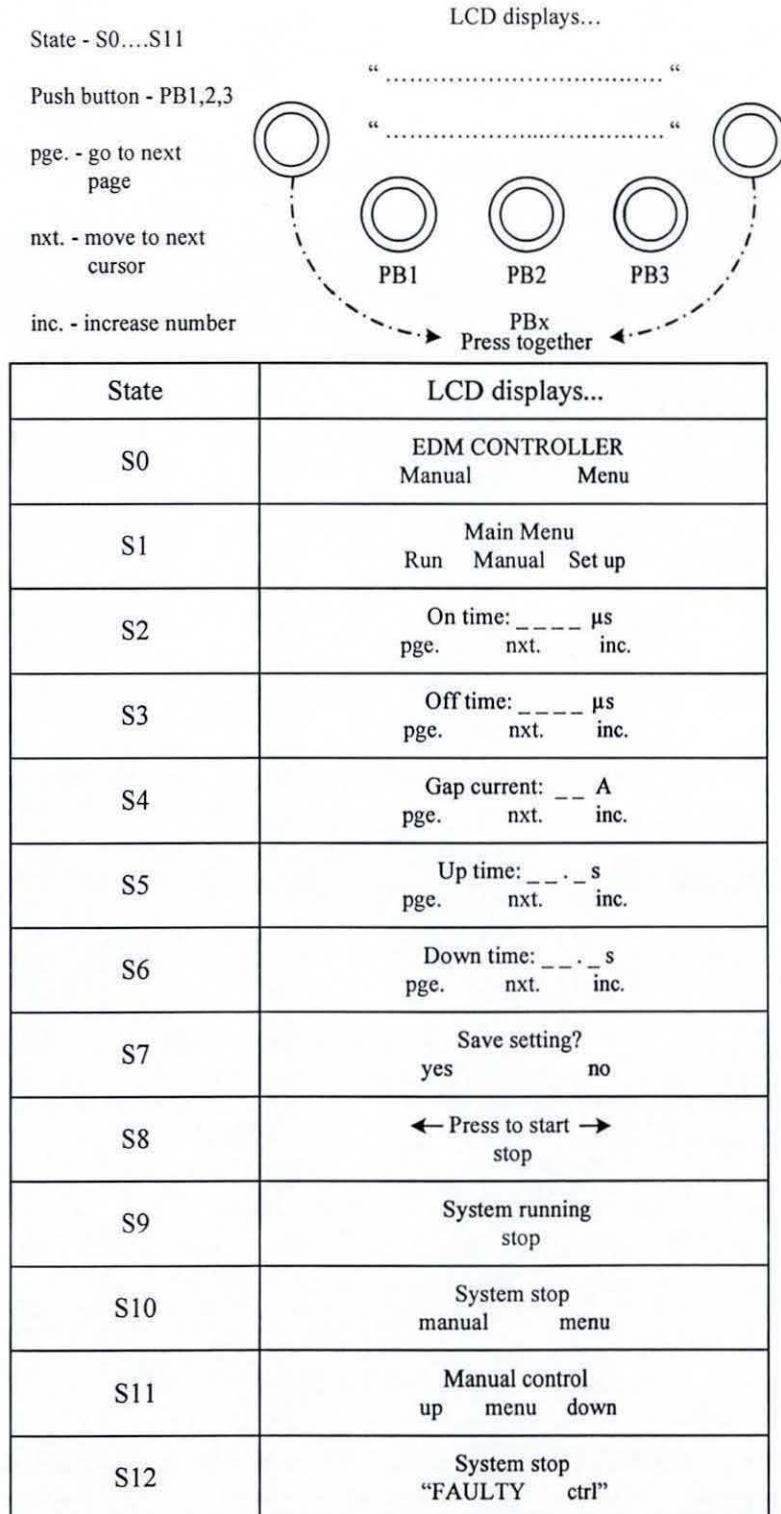 State - S0....S11
Push button - PB1,2,3
pge. - go to next
page
nxt. - move to next
cursor
inc. - increase number
LCD displays...
“ .................................. “
“ .................................. “
PB1 PB2 PB3
PBx
Press together
State LCD displays...
S0
EDM CONTROLLER
Manual Menu
S1
Main Menu
Run Manual Set up
S2
On time: _ _ _ _ µs
pge. nxt. inc.
S3
Off time: _ _ _ _ µs
pge. nxt. inc.
S4
Gap current: _ _ A
pge. nxt. inc.
S5
Up time: _ _ . _ s
pge. nxt. inc.
S6
Down time: _ _ . _ s
pge. nxt. inc.
S7
Save setting?
yes no
S8
← Press to start →
stop
S9
System running
stop
S10
System stop
manual menu
S11
Manual control
up menu down
S12
System stop
“FAULTY ctrl”